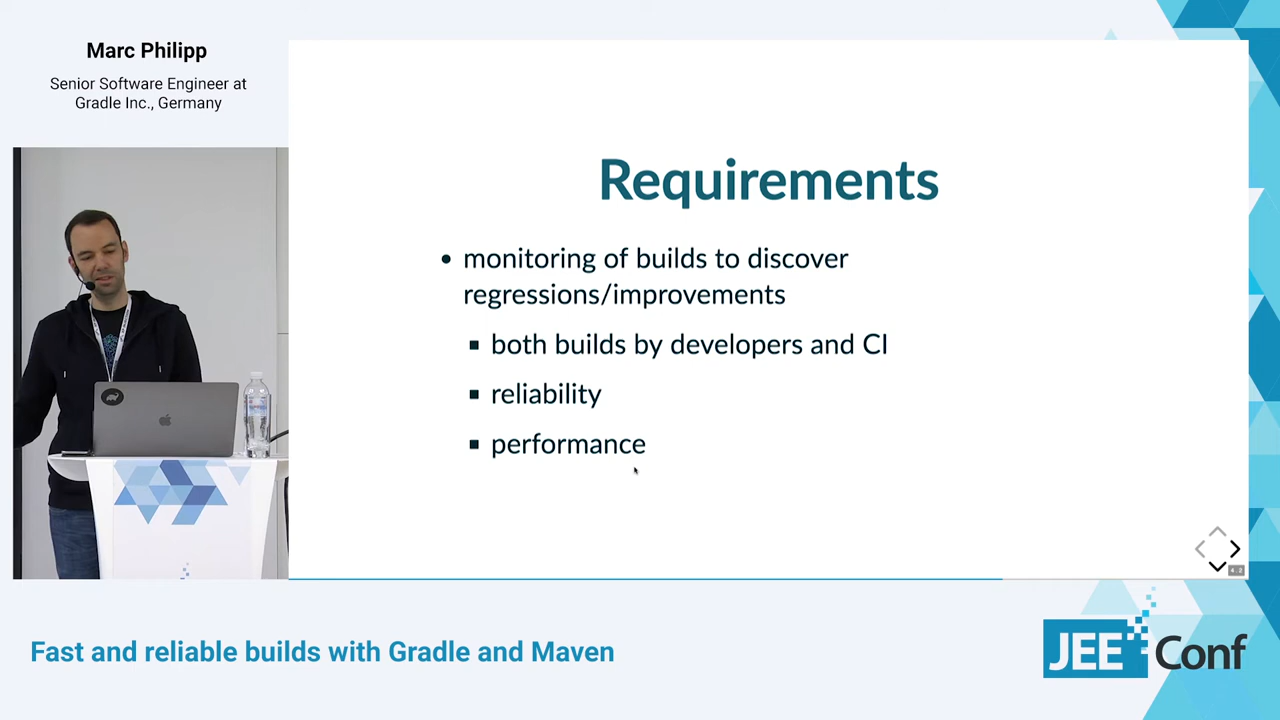 Marc Philipp
Senior Software Engineer at
Gradle Inc., Germany
Requirements
• monitoring of builds to discover
regressions/improvements
▪ both builds by developers and CI
▪ reliability
▪ performance
Fast and reliable builds with Gradle and Maven
JEE Conf